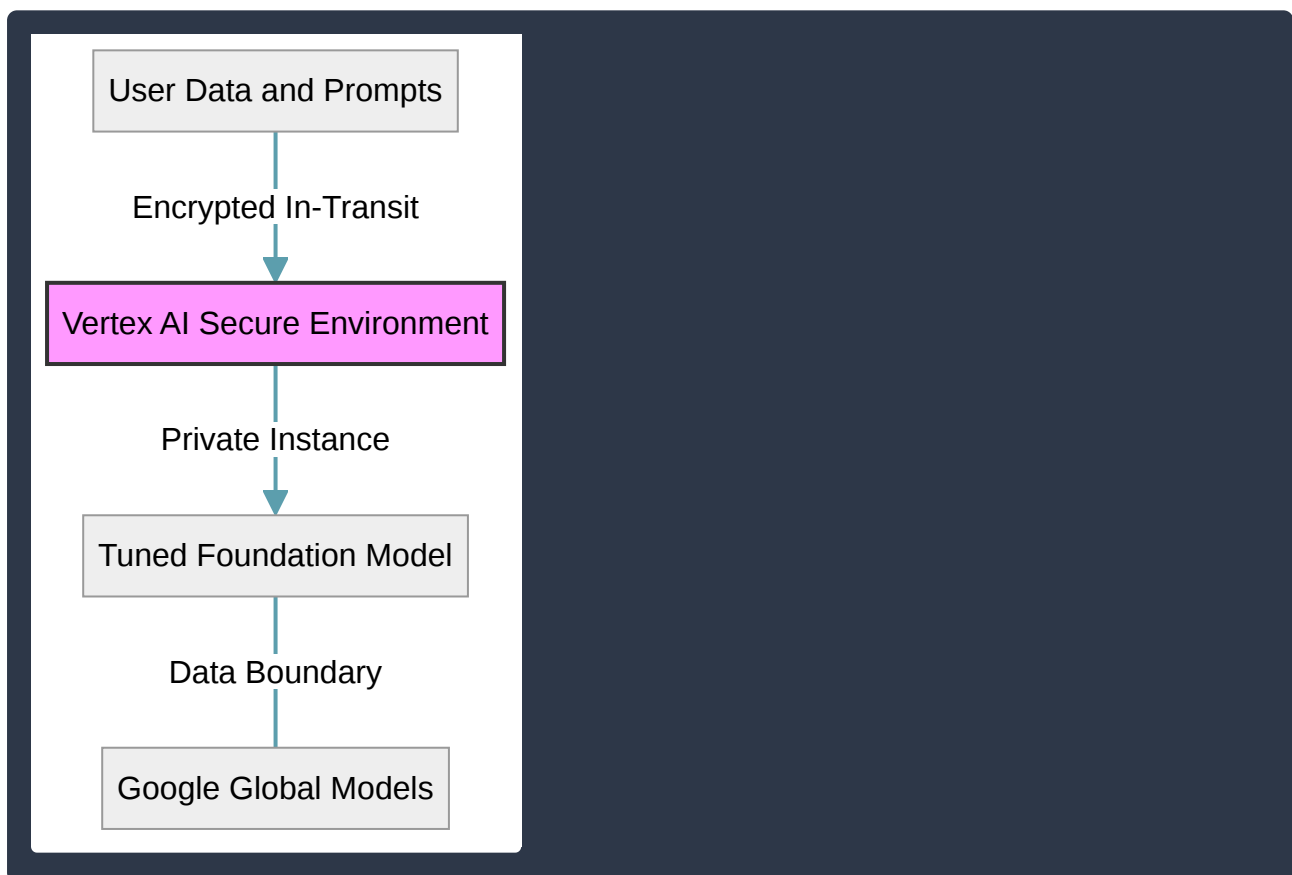 User Data and Prompts
Encrypted In-Transit
Vertex AI Secure Environment
Private Instance
Tuned Foundation Model
Data Boundary
Google Global Models